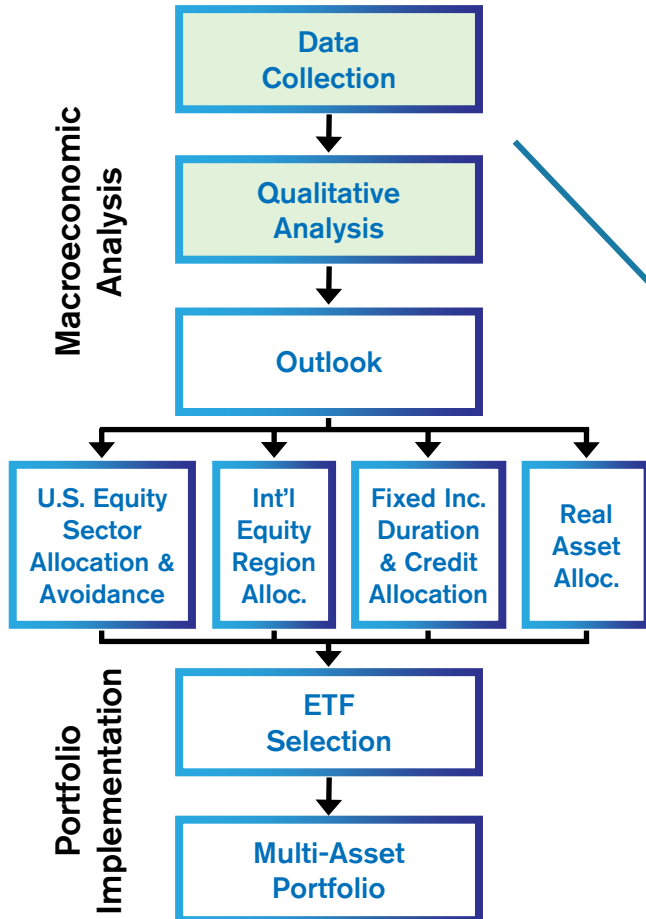 Data
Collection
Macroeconomic
Analysis
Qualitative
Analysis
Outlook
U.S. Equity
Sector
Allocation &
Avoidance
Int'l
Equity
Region
Alloc.
Fixed Inc.
Duration
& Credit
Allocation
Real
Asset
Alloc.
Portfolio
Implementation
ETF
Selection
Multi-Asset
Portfolio